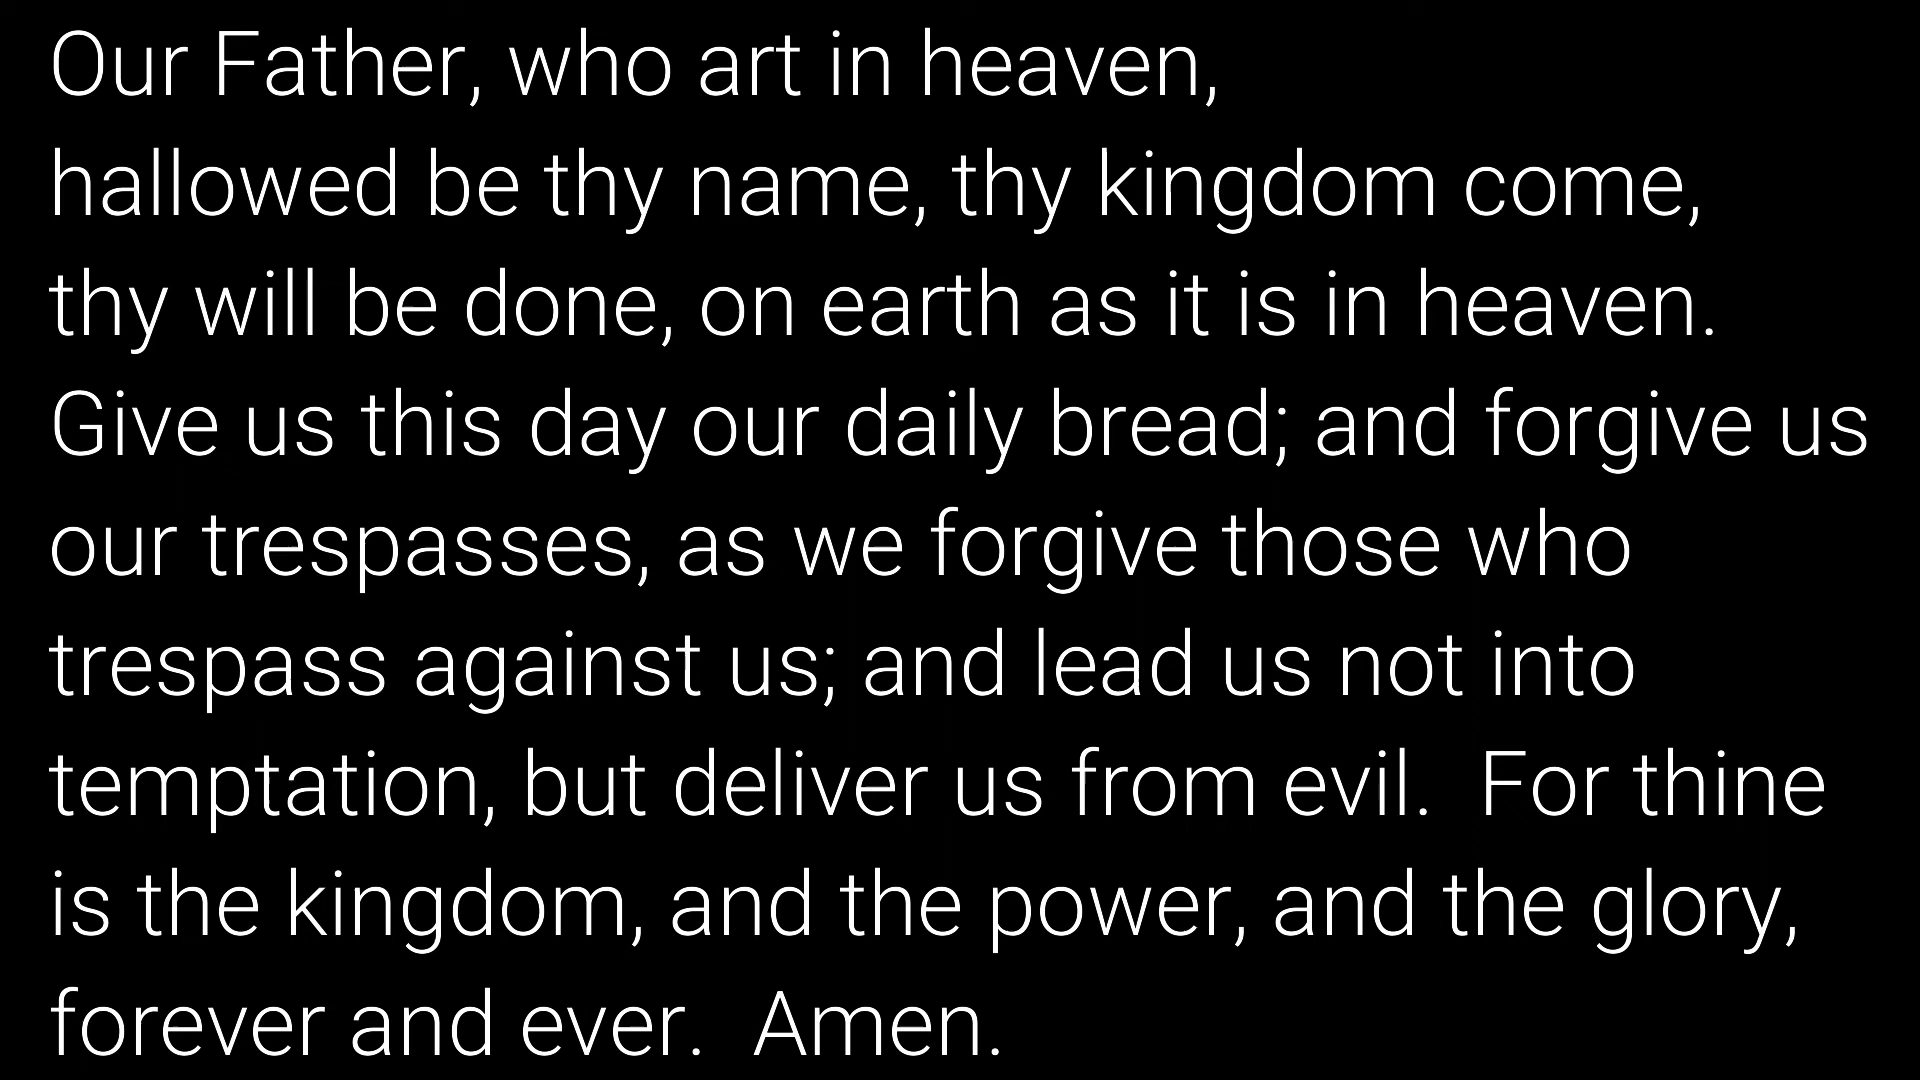 Our Father, who art in heaven,
hallowed be thy name, thy kingdom come,
thy will be done, on earth as it is in heaven.
Give us this day our daily bread; and forgive us
our trespasses, as we forgive those who
trespass against us; and lead us not into
temptation, but deliver us from evil.  For thine
is the kingdom, and the power, and the glory,
forever and ever.  Amen.